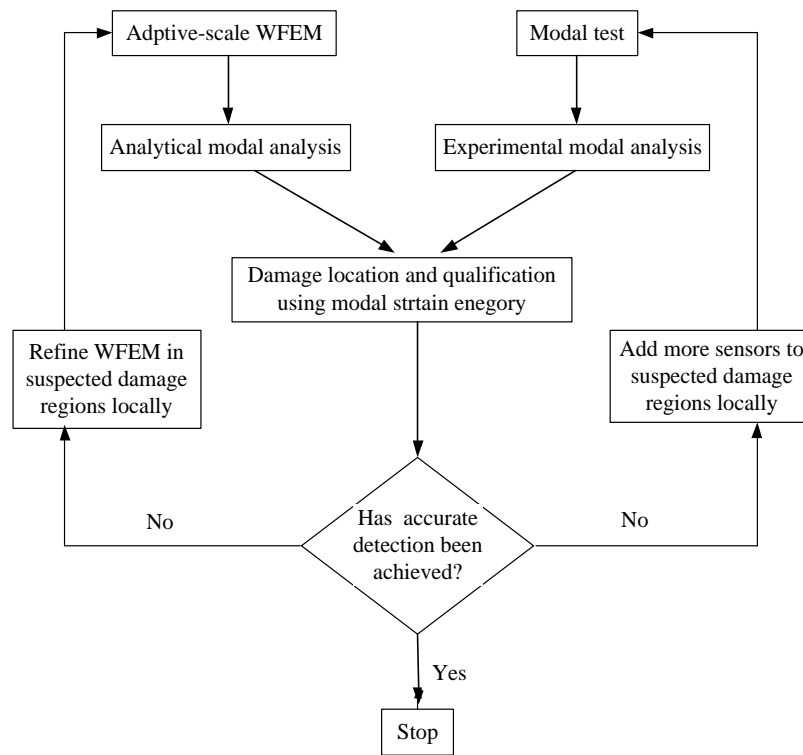 Adptive-scale WFEM
Modal test
Analytical modal analysis
Experimental modal analysis
Damage location and qualification
using modal strtain enegory
Refine WFEM in
suspected damage
regions locally
Add more sensors to
suspected damage
regions locally
No
Has accurate
detection been
achieved?
No
Yes
Stop